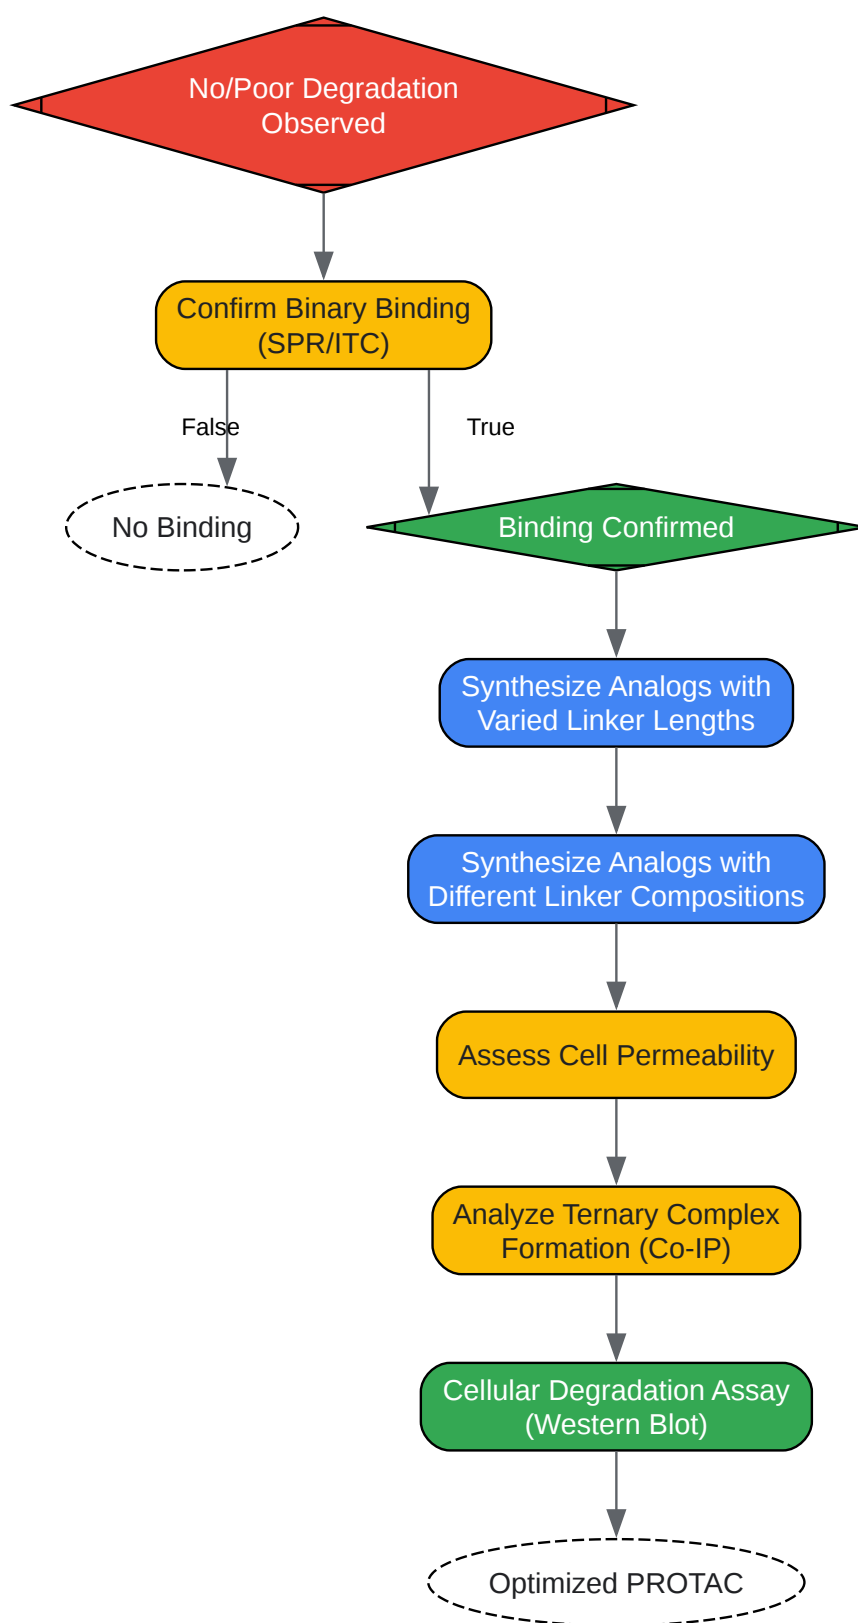 No/Poor Degradation
Observed
Confirm Binary Binding
(SPR/ITC)
False
True
No Binding
Binding Confirmed
Synthesize Analogs with
Varied Linker Lengths
Synthesize Analogs with
Different Linker Compositions
Assess Cell Permeability
Analyze Ternary Complex
Formation (Co-IP)
Cellular Degradation Assay
(Western Blot)
Optimized PROTAC